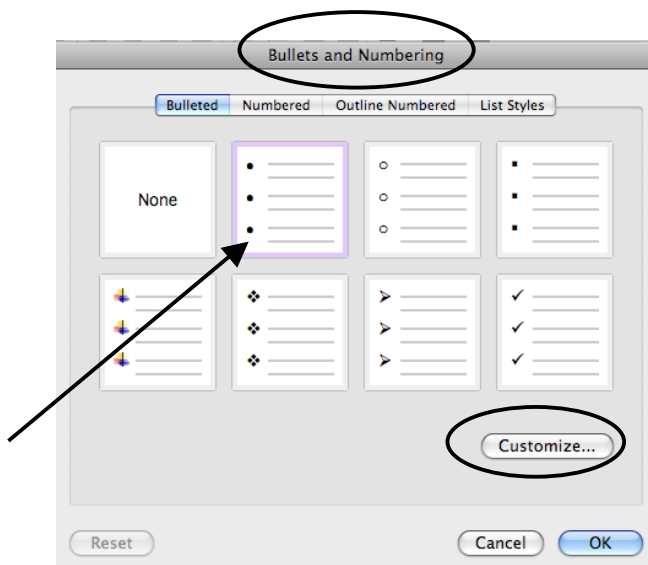 Bullets and Numbering
Bulleted Numbered Outline Numbered List Styles
None
Customize...
Reset Cancel OK